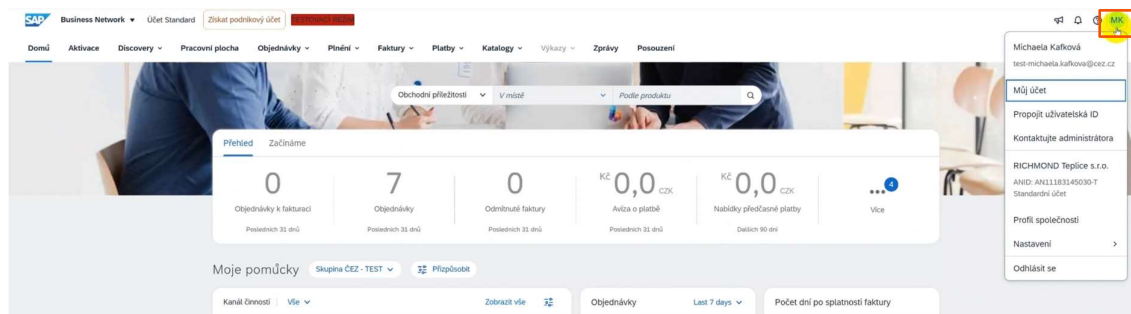 SAP Business Network Účet Standard Získat podnikový účet TESTOVACÍ REŽIM MK
Domů Aktivace Discovery Pracovní plocha Objednávky Plnění Faktury Platby Katalogy Výkazy Zprávy Posouzení
Obchodní příležitosti V místě Podle produktu
Přehled Začínáme
0 7 0 Kč 0,0 CZK Kč 0,0 CZK ... 4
Objednávky k fakturaci Objednávky Odmítnuté faktury Avíza o platbě Nabídky předčasné platby Více
Posledních 31 dnů Posledních 31 dnů Posledních 31 dnů Posledních 31 dnů Dalších 90 dní
Moje pomůcky Skupina ČEZ - TEST Přizpůsobit
Kanál činností Vše Zobrazit vše Objednávky Last 7 days Počet dní po splatnosti faktury
Michaela Kafková
test-michaela.kafkova@cez.cz
Můj účet
Propojit uživatelská ID
Kontaktujte administrátora
RICHMOND Teplice s.r.o.
ANID: AN11183145030-T
Standardní účet
Profil společnosti
Nastavení
Odhlásit se